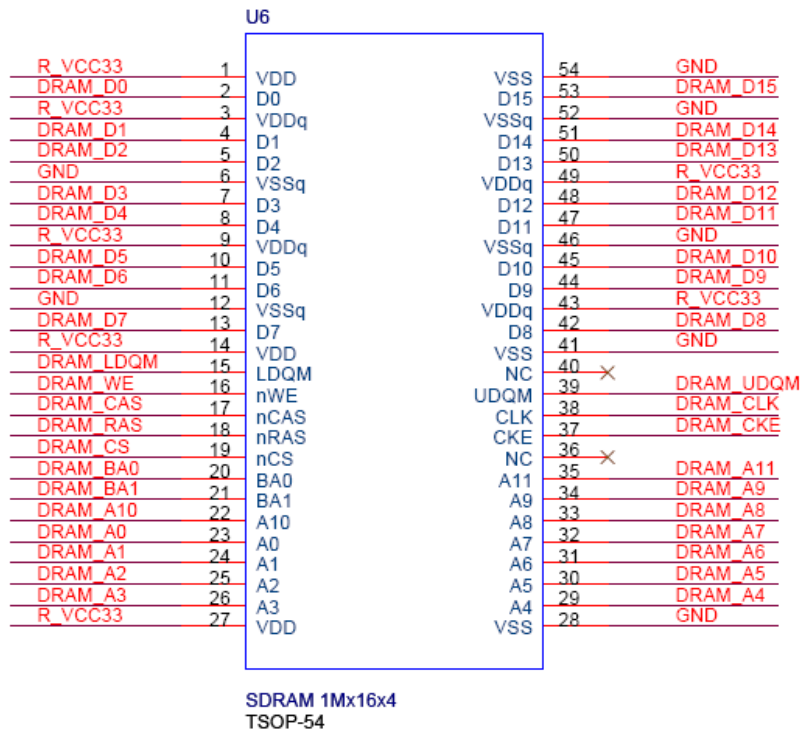 U6
R_VCC33 1 VDD VSS 54 GND
DRAM_D0 2 D0 D15 53 DRAM_D15
R_VCC33 3 VDDq VSSq 52 GND
DRAM_D1 4 D1 D14 51 DRAM_D14
DRAM_D2 5 D2 D13 50 DRAM_D13
GND 6 VSSq VDDq 49 R_VCC33
DRAM_D3 7 D3 D12 48 DRAM_D12
DRAM_D4 8 D4 D11 47 DRAM_D11
R_VCC33 9 VDDq VSSq 46 GND
DRAM_D5 10 D5 D10 45 DRAM_D10
DRAM_D6 11 D6 D9 44 DRAM_D9
GND 12 VSSq VDDq 43 R_VCC33
DRAM_D7 13 D7 D8 42 DRAM_D8
R_VCC33 14 VDD VSS 41 GND
DRAM_LDQM 15 LDQM NC 40
DRAM_WE 16 nWE UDQM 39 DRAM_UDQM
DRAM_CAS 17 nCAS CLK 38 DRAM_CLK
DRAM_RAS 18 nRAS CKE 37 DRAM_CKE
DRAM_CS 19 nCS NC 36
DRAM_BA0 20 BA0 A11 35 DRAM_A11
DRAM_BA1 21 BA1 A9 34 DRAM_A9
DRAM_A10 22 A10 A8 33 DRAM_A8
DRAM_A0 23 A0 A7 32 DRAM_A7
DRAM_A1 24 A1 A6 31 DRAM_A6
DRAM_A2 25 A2 A5 30 DRAM_A5
DRAM_A3 26 A3 A4 29 DRAM_A4
R_VCC33 27 VDD VSS 28 GND
SDRAM 1Mx16x4
TSOP-54